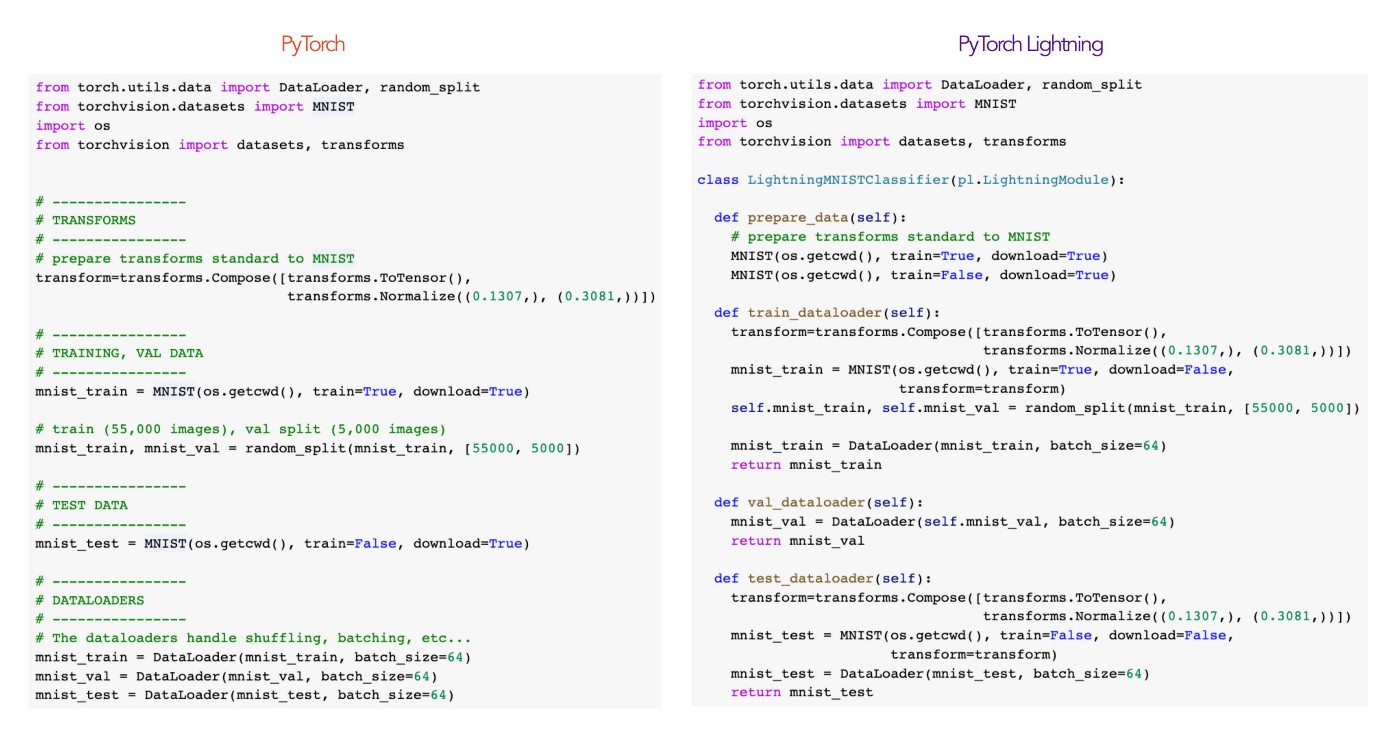 PyTorch
from torch.utils.data import DataLoader, random_split
from torchvision.datasets import MNIST
import os
from torchvision import datasets, transforms
# ----------------
# TRANSFORMS
# ----------------
# prepare transforms standard to MNIST
transform=transforms.Compose([transforms.ToTensor(),
                              transforms.Normalize((0.1307,), (0.3081,))])
# ----------------
# TRAINING, VAL DATA
# ----------------
mnist_train = MNIST(os.getcwd(), train=True, download=True)
# train (55,000 images), val split (5,000 images)
mnist_train, mnist_val = random_split(mnist_train, [55000, 5000])
# ----------------
# TEST DATA
# ----------------
mnist_test = MNIST(os.getcwd(), train=False, download=True)
# ----------------
# DATALOADERS
# ----------------
# The dataloaders handle shuffling, batching, etc...
mnist_train = DataLoader(mnist_train, batch_size=64)
mnist_val = DataLoader(mnist_val, batch_size=64)
mnist_test = DataLoader(mnist_test, batch_size=64)
PyTorch Lightning
from torch.utils.data import DataLoader, random_split
from torchvision.datasets import MNIST
import os
from torchvision import datasets, transforms
class LightningMNISTClassifier(pl.LightningModule):
  def prepare_data(self):
    # prepare transforms standard to MNIST
    MNIST(os.getcwd(), train=True, download=True)
    MNIST(os.getcwd(), train=False, download=True)
  def train_dataloader(self):
    transform=transforms.Compose([transforms.ToTensor(),
                                  transforms.Normalize((0.1307,), (0.3081,))])
    mnist_train = MNIST(os.getcwd(), train=True, download=False,
                        transform=transform)
    self.mnist_train, self.mnist_val = random_split(mnist_train, [55000, 5000])
    mnist_train = DataLoader(mnist_train, batch_size=64)
    return mnist_train
  def val_dataloader(self):
    mnist_val = DataLoader(self.mnist_val, batch_size=64)
    return mnist_val
  def test_dataloader(self):
    transform=transforms.Compose([transforms.ToTensor(),
                                  transforms.Normalize((0.1307,), (0.3081,))])
    mnist_test = MNIST(os.getcwd(), train=False, download=False,
                       transform=transform)
    mnist_test = DataLoader(mnist_test, batch_size=64)
    return mnist_test